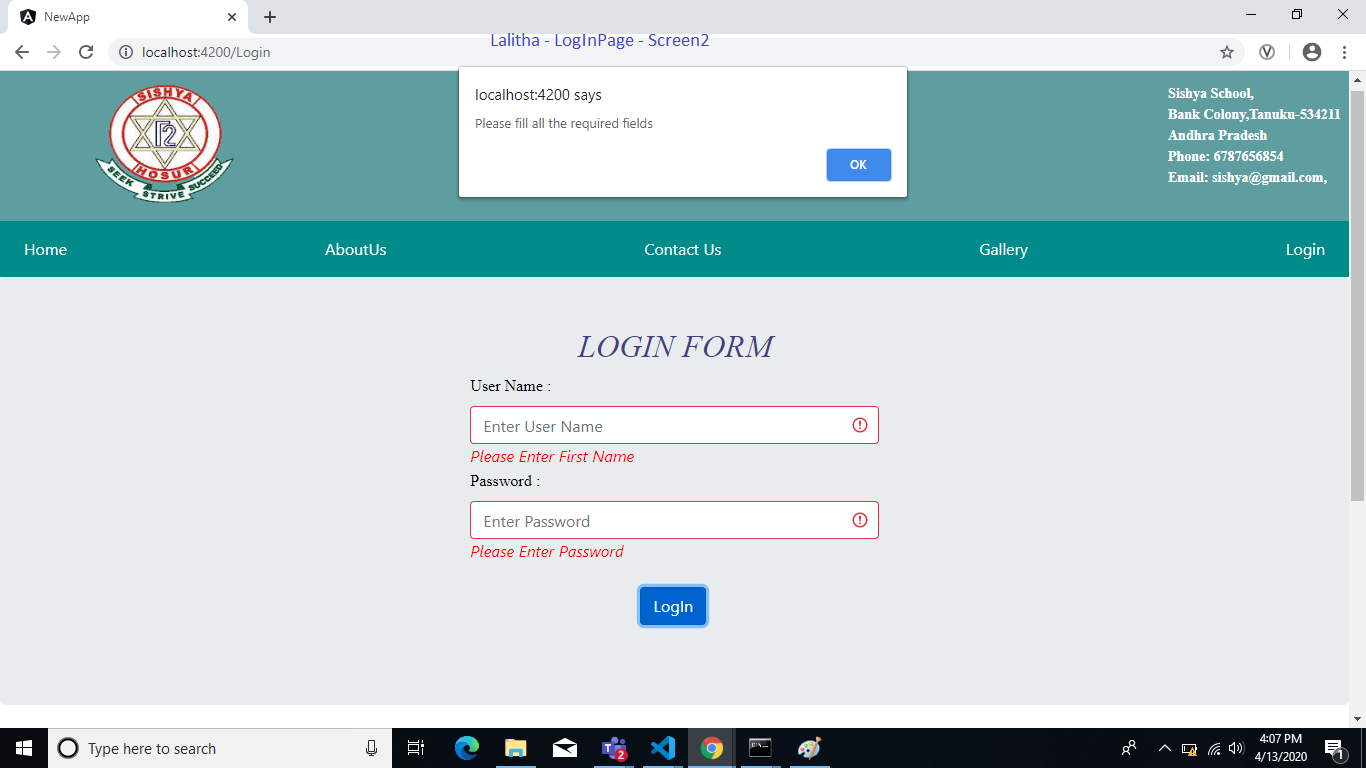 NewApp
localhost:4200/Login
Lalitha - LogInPage - Screen2
localhost:4200 says
Please fill all the required fields
OK
SISHYA
HOSUR
SEEK STRIVE SUCCEED
Sishya School,
Bank Colony,Tanuku-534211
Andhra Pradesh
Phone: 6787656854
Email: sishya@gmail.com,
Home AboutUs Contact Us Gallery Login
LOGIN FORM
User Name :
Enter User Name
Please Enter First Name
Password :
Enter Password
Please Enter Password
LogIn
Type here to search
2
4:07 PM
4/13/2020
1